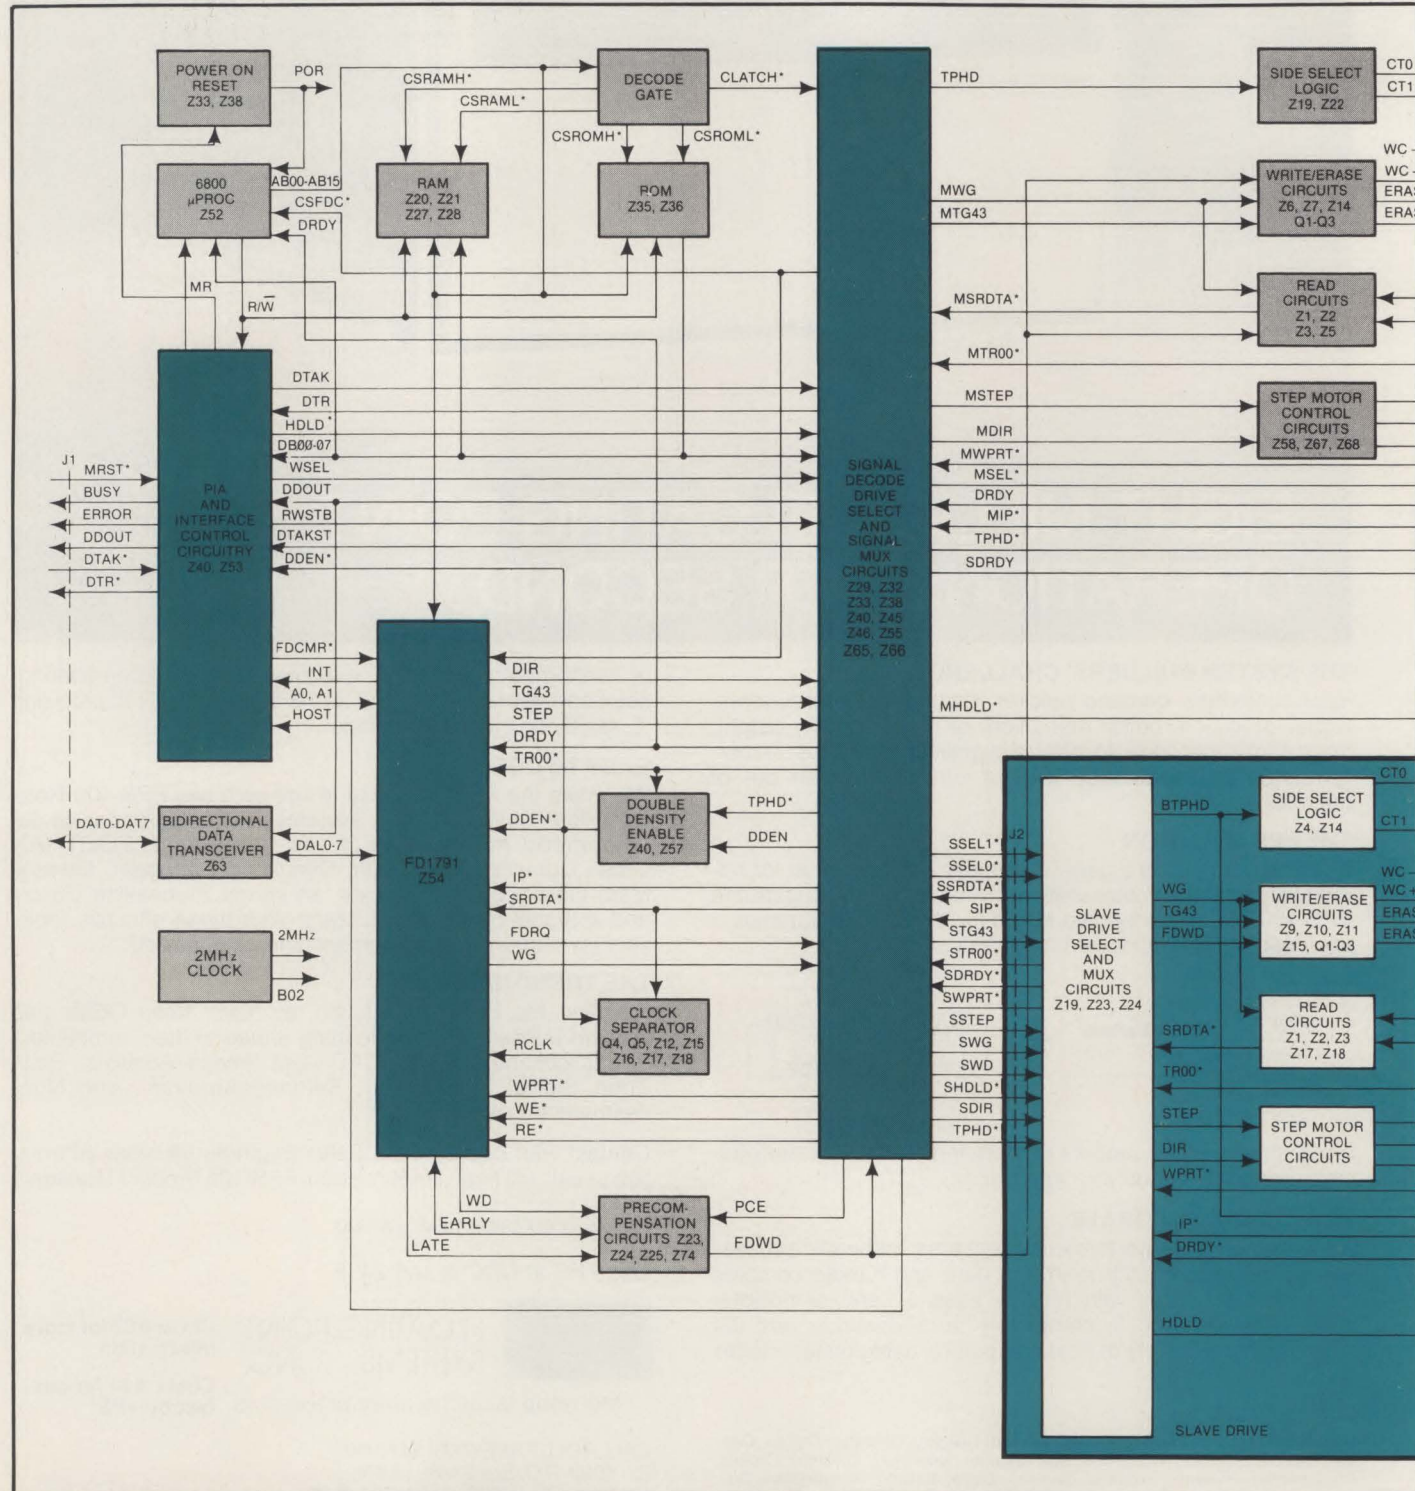 POWER ON
RESET
Z33, Z38
POR
6800
µPROC
Z52
AB00-AB15
CSFDC*
DRDY
MR
R/W̅
CSRAMH*
CSRAML*
DECODE
GATE
CLATCH*
CSROMH*
CSROML*
RAM
Z20, Z21
Z27, Z28
ROM
Z35, Z36
J1
MRST*
BUSY
ERROR
DDOUT
DTAK*
DTR*
PIA
AND
INTERFACE
CONTROL
CIRCUITRY
Z40, Z53
DTAK
DTR
HDLD*
DB00-07
WSEL
DDOUT
RWSTB
DTAKST
DDEN*
FDCMR*
INT
A0, A1
HOST
DAT0-DAT7
BIDIRECTIONAL
DATA
TRANSCEIVER
Z63
DAL0-7
2MHz
CLOCK
2MHz
B02
FD1791
Z54
DIR
TG43
STEP
DRDY
TR00*
DDEN*
DOUBLE
DENSITY
ENABLE
Z40, Z57
TPHD*
DDEN
IP*
SRDTA*
FDRQ
WG
CLOCK
SEPARATOR
Q4, Q5, Z12, Z15
Z16, Z17, Z18
RCLK
WPRT*
WE*
RE*
WD
EARLY
LATE
PRECOM-
PENSATION
CIRCUITS Z23,
Z24, Z25, Z74
PCE
FDWD
SIGNAL
DECODE
DRIVE
SELECT
AND
SIGNAL
MUX
CIRCUITS
Z29, Z32
Z33, Z38
Z40, Z45
Z46, Z55
Z65, Z66
TPHD
SIDE SELECT
LOGIC
Z19, Z22
CT0
CT1
MWG
MTG43
WRITE/ERASE
CIRCUITS
Z6, Z7, Z14
Q1-Q3
WC -
WC -
ERAS
ERAS
READ
CIRCUITS
Z1, Z2
Z3, Z5
MSRDTA*
MTR00*
MSTEP
MDIR
STEP MOTOR
CONTROL
CIRCUITS
Z58, Z67, Z68
MWPRT*
MSEL*
DRDY
MIP*
TPHD*
SDRDY
MHDLD*
SSEL1*
SSEL0*
SSRDTA*
SIP*
STG43
STR00*
SDRDY*
SWPRT*
SSTEP
SWG
SWD
SHDLD*
SDIR
TPHD*
J2
SLAVE
DRIVE
SELECT
AND
MUX
CIRCUITS
Z19, Z23, Z24
BTPHD
SIDE SELECT
LOGIC
Z4, Z14
CT0
CT1
WG
TG43
FDWD
WRITE/ERASE
CIRCUITS
Z9, Z10, Z11
Z15, Q1-Q3
WC -
WC +
ERAS
ERAS
SRDTA*
READ
CIRCUITS
Z1, Z2, Z3
Z17, Z18
TR00*
STEP
DIR
STEP MOTOR
CONTROL
CIRCUITS
WPRT*
IP*
DRDY*
HDLD
SLAVE DRIVE